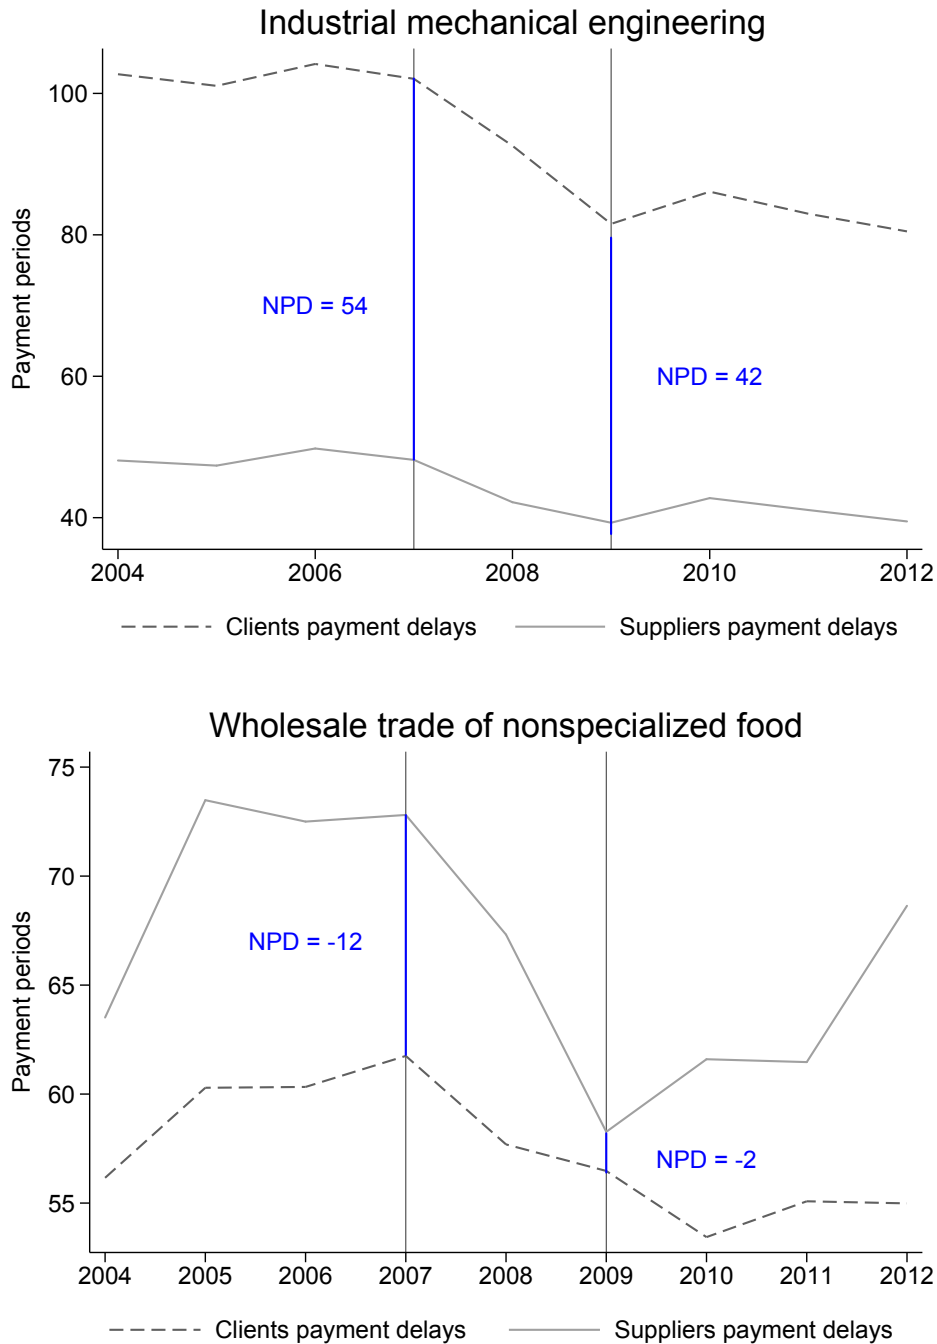 Industrial mechanical engineering
Payment periods
100
80
60
40
NPD = 54
NPD = 42
2004 2006 2008 2010 2012
Clients payment delays Suppliers payment delays
Wholesale trade of nonspecialized food
Payment periods
75
70
65
60
55
NPD = -12
NPD = -2
2004 2005 2006 2007 2008 2009 2010 2011 2012
Clients payment delays Suppliers payment delays